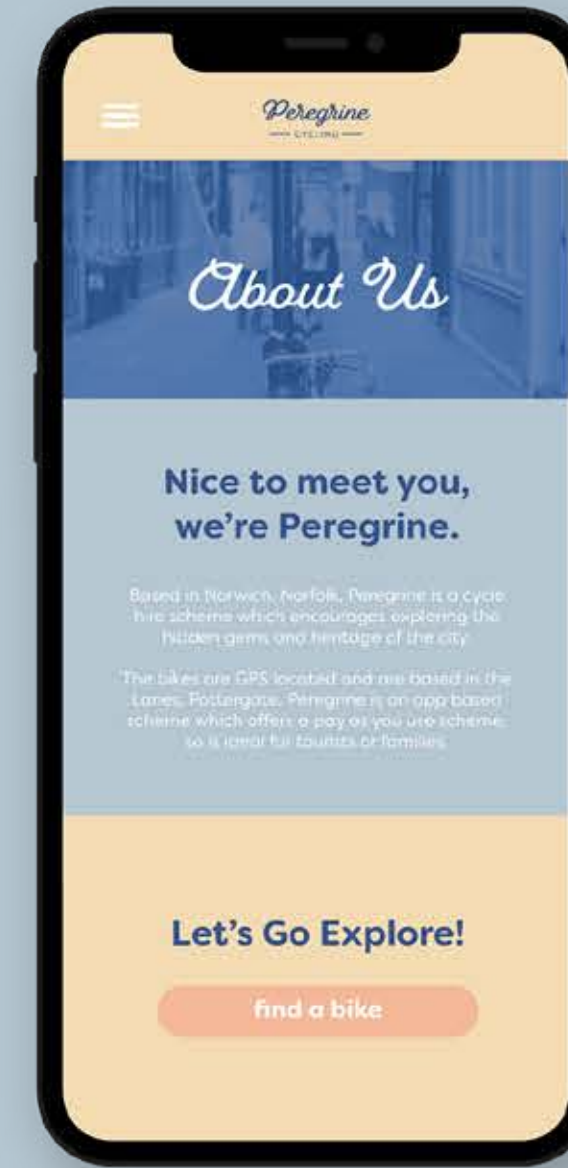 Peregrine
CYCLING
About Us
Nice to meet you,
we're Peregrine.
Based in Norwich, Norfolk, Peregrine is a cycle
hire scheme which encourages exploring the
hidden gems and heritage of the city.
The bikes are GPS located and are based in the
Lanes, Pottergate. Peregrine is an app based
scheme which offers a pay as you use scheme,
so is ideal for tourists or families.
Let's Go Explore!
find a bike